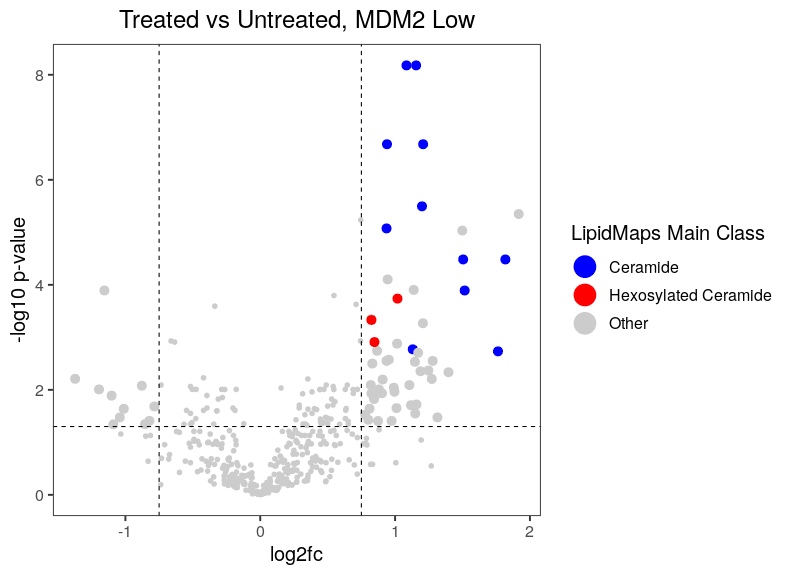 Treated vs Untreated, MDM2 Low
-log10 p-value
8
6
4
2
0
-1
0
1
2
log2fc
LipidMaps Main Class
Ceramide
Hexosylated Ceramide
Other